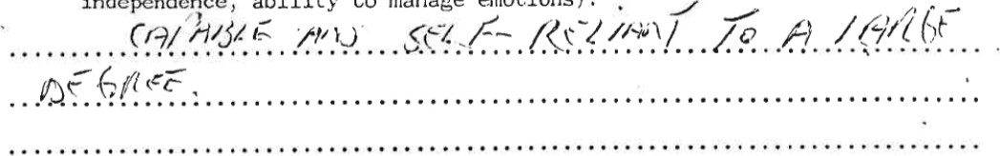 independence, ability to manage emotions).
CAPABLE AND SELF-RELIANT TO A LARGE
DEGREE.